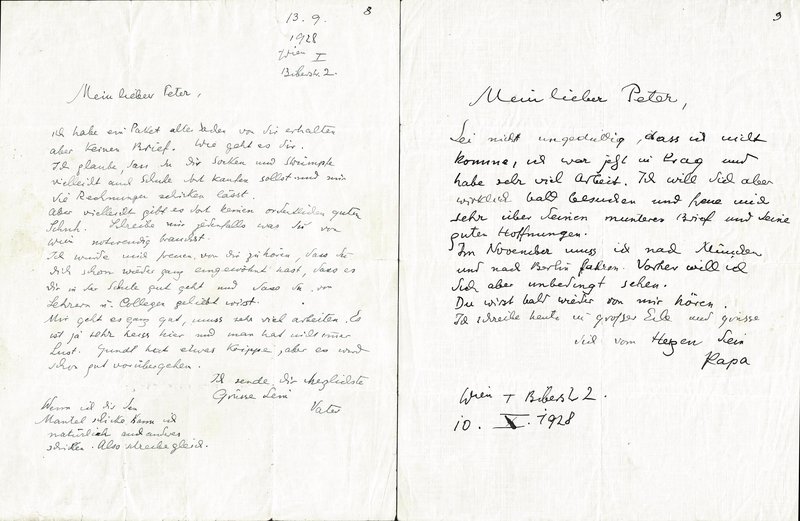 8
13. 9.
1928
Wien I
Biberstr. 2.
Mein lieber Peter,
ich habe ein Paket alte Sachen von Dir erhalten
aber keinen Brief. Wie geht es Dir.
Ich glaube, dass du dir Socken und Strümpfe
vielleicht auch Schuhe dort kaufen sollst und mir
die Rechnungen schicken lässt.
Aber vielleicht gibt es dort keinen ordentlichen guten
Schuh. Schreibe mir jedenfalls was Du von
Wien notwendig brauchst.
Ich würde mich freuen, von dir zu hören, dass Du
dich schon wieder ganz eingewöhnt hast, dass es
dir in der Schule gut geht und dass du von
Lehrern u. Collegen geliebt wirst.
Mir geht es ganz gut, muss sehr viel arbeiten. Es
ist ja sehr heiss hier und man hat nicht immer
Lust. Gundl hat etwas Grippe, aber es wird
schon gut vorübergehen.
Ich sende dir herzlichste
Grüsse Dein
Vater
Wenn ich dir den
Mantel schicke kann ich
natürlich auch andres
schicken. Also schreibe gleich.
9
Mein lieber Peter,
Sei nicht ungeduldig, dass ich nicht
komme, ich war jetzt in Prag und
habe sehr viel Arbeit. Ich will Dich aber
wirklich bald besuchen und freue mich
sehr über Deinen munteren Brief und Deine
guten Hoffnungen.
Im November muss ich nach München
und nach Berlin fahren. Vorher will ich
Dich aber unbedingt sehen.
Du wirst bald wieder von mir hören.
Ich schreibe heute in großer Eile und grüsse
Dich vom Herzen Dein
Papa
Wien I Biberstr. 2.
10. X. 1928